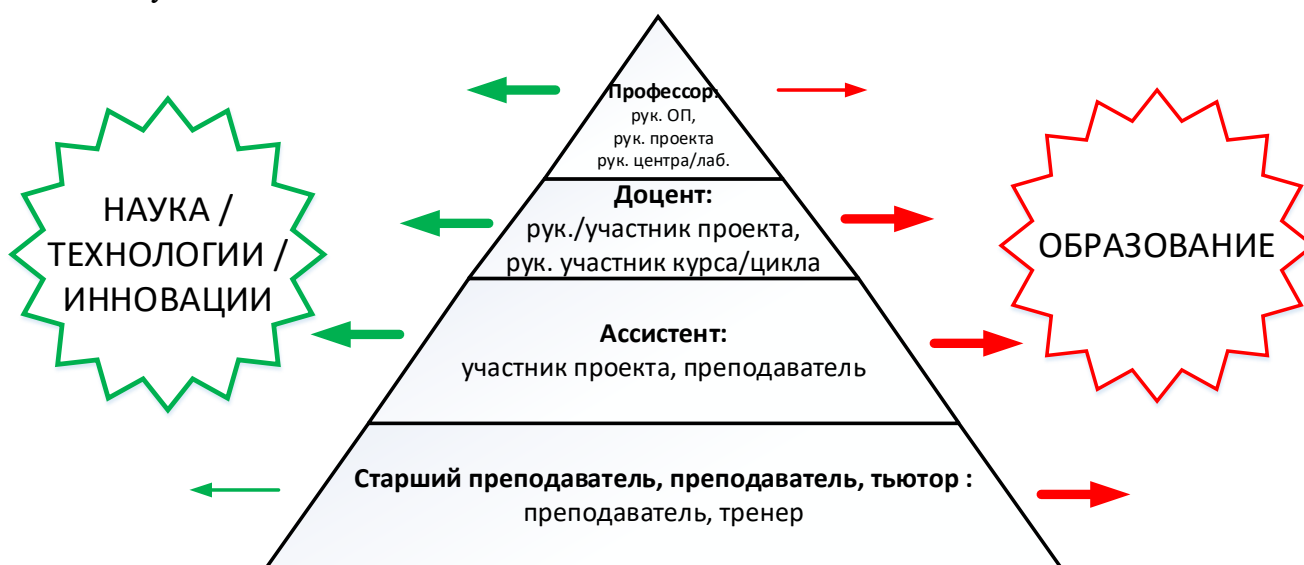 Профессор:
рук. ОП,
рук. проекта
рук. центра/лаб.
НАУКА /
ТЕХНОЛОГИИ /
ИННОВАЦИИ
Доцент:
рук./участник проекта,
рук. участник курса/цикла
ОБРАЗОВАНИЕ
Ассистент:
участник проекта, преподаватель
Старший преподаватель, преподаватель, тьютор :
преподаватель, тренер